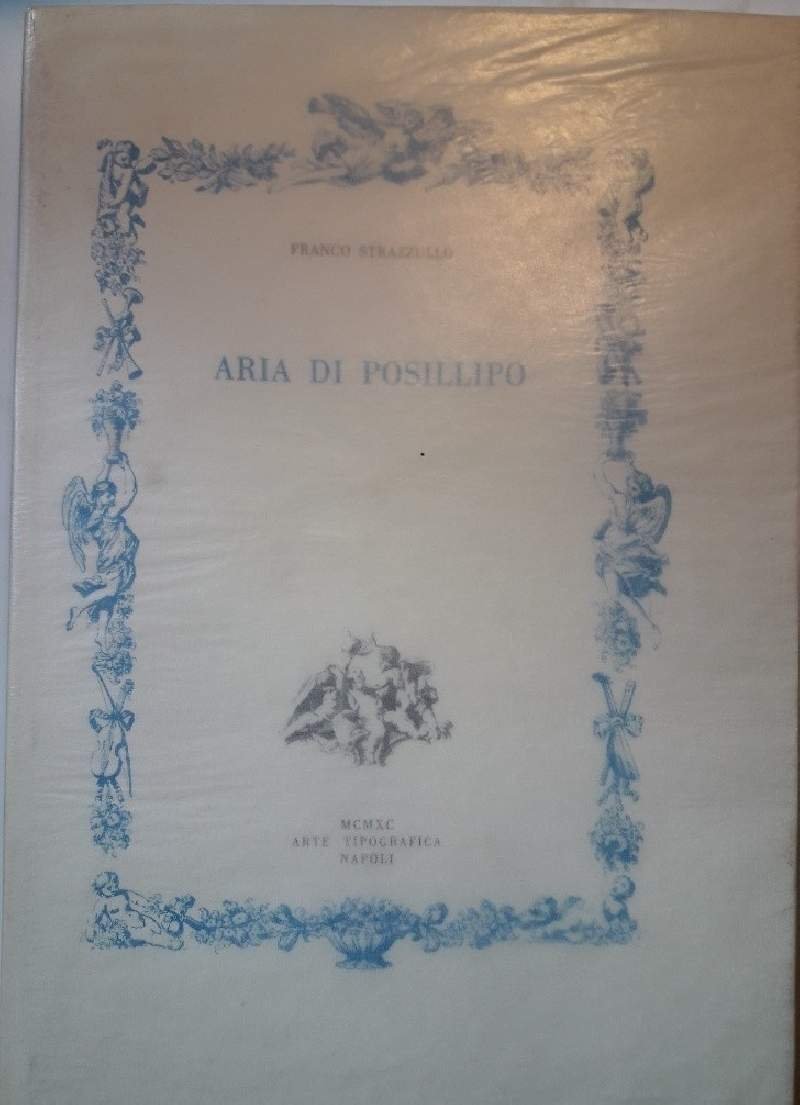 FRANCO STRAZZULLO
ARIA DI POSILLIPO
MCMXC
ARTE TIPOGRAFICA
NAPOLI